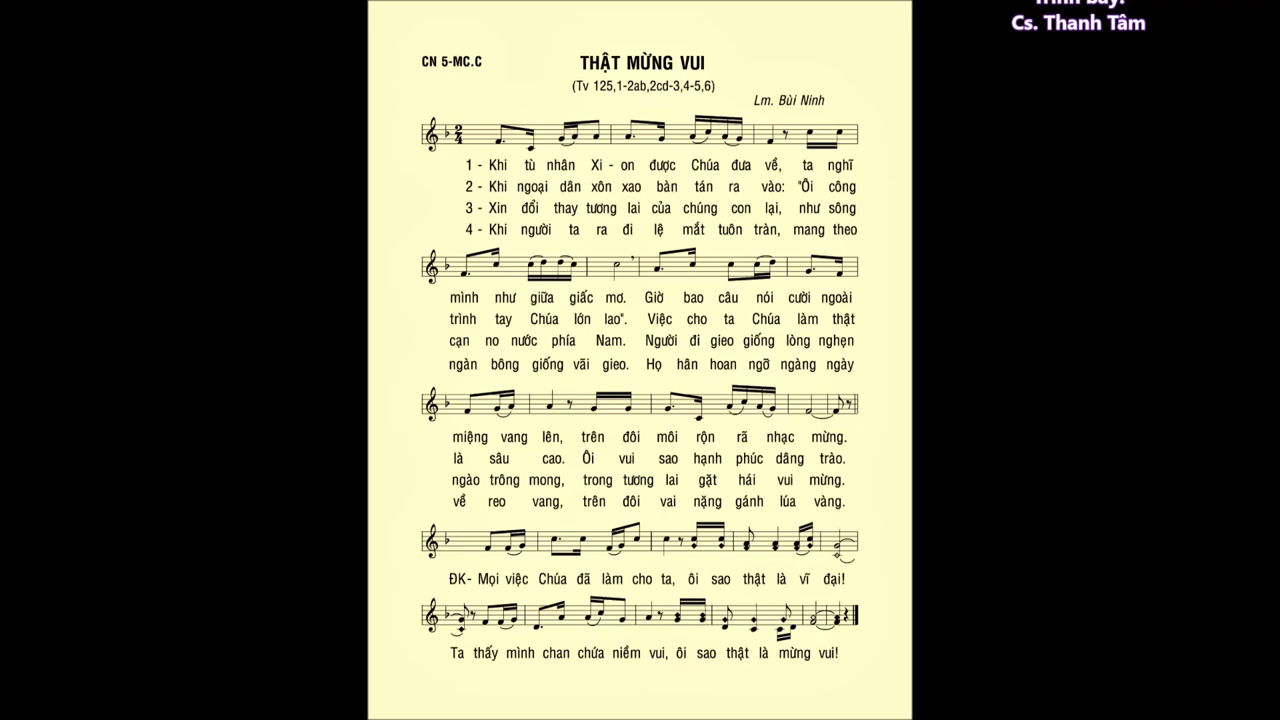 Trình bày:
Cs. Thanh Tâm
CN 5-MC.C
THẬT MỪNG VUI
(Tv 125,1-2ab,2cd-3,4-5,6)
Lm. Bùi Ninh
1 - Khi tù nhân Xi - on được Chúa đưa về, ta nghĩ
2 - Khi ngoại dân xôn xao bàn tán ra vào: "Ôi công
3 - Xin đổi thay tương lai của chúng con lại, như sông
4 - Khi người ta ra đi lệ mắt tuôn tràn, mang theo
mình như giữa giấc mơ. Giờ bao câu nói cười ngoài
trình tay Chúa lớn lao". Việc cho ta Chúa làm thật
cạn no nước phía Nam. Người đi gieo giống lòng nghẹn
ngàn bông giống vãi gieo. Họ hân hoan ngỡ ngàng ngày
miệng vang lên, trên đôi môi rộn rã nhạc mừng.
là sâu cao. Ôi vui sao hạnh phúc dâng trào.
ngào trông mong, trong tương lai gặt hái vui mừng.
về reo vang, trên đôi vai nặng gánh lúa vàng.
ĐK- Mọi việc Chúa đã làm cho ta, ôi sao thật là vĩ đại!
Ta thấy mình chan chứa niềm vui, ôi sao thật là mừng vui!